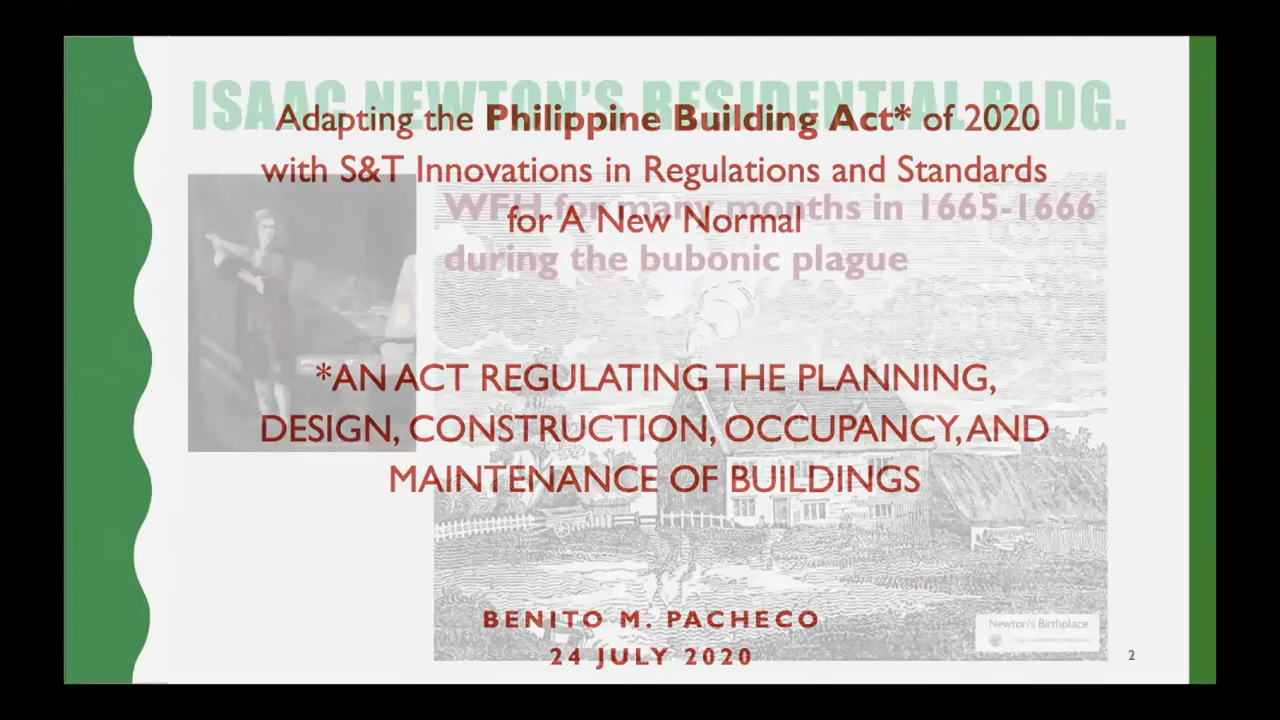 ISAAC NEWTON'S RESIDENTIAL BLDG.
Adapting the Philippine Building Act* of 2020
with S&T Innovations in Regulations and Standards
for A New Normal
WFH for many months in 1665-1666
during the bubonic plague
*AN ACT REGULATING THE PLANNING,
DESIGN, CONSTRUCTION, OCCUPANCY, AND
MAINTENANCE OF BUILDINGS
BENITO M. PACHECO
24 JULY 2020
Newton's Birthplace
2